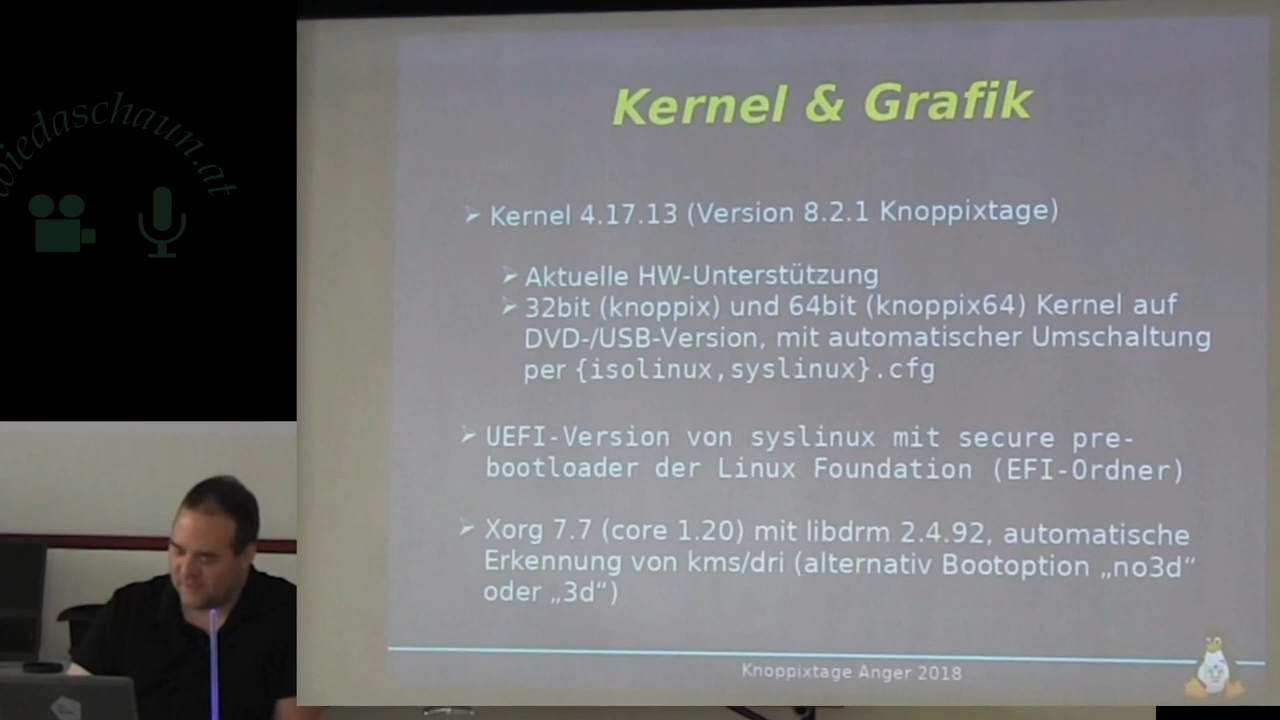 wiedaschaun.at
Kernel & Grafik
➢ Kernel 4.17.13 (Version 8.2.1 Knoppixtage)
➢ Aktuelle HW-Unterstützung
➢ 32bit (knoppix) und 64bit (knoppix64) Kernel auf
DVD-/USB-Version, mit automatischer Umschaltung
per {isolinux,syslinux}.cfg
➢ UEFI-Version von syslinux mit secure pre-
bootloader der Linux Foundation (EFI-Ordner)
➢ Xorg 7.7 (core 1.20) mit libdrm 2.4.92, automatische
Erkennung von kms/dri (alternativ Bootoption „no3d“
oder „3d“)
Knoppixtage Anger 2018